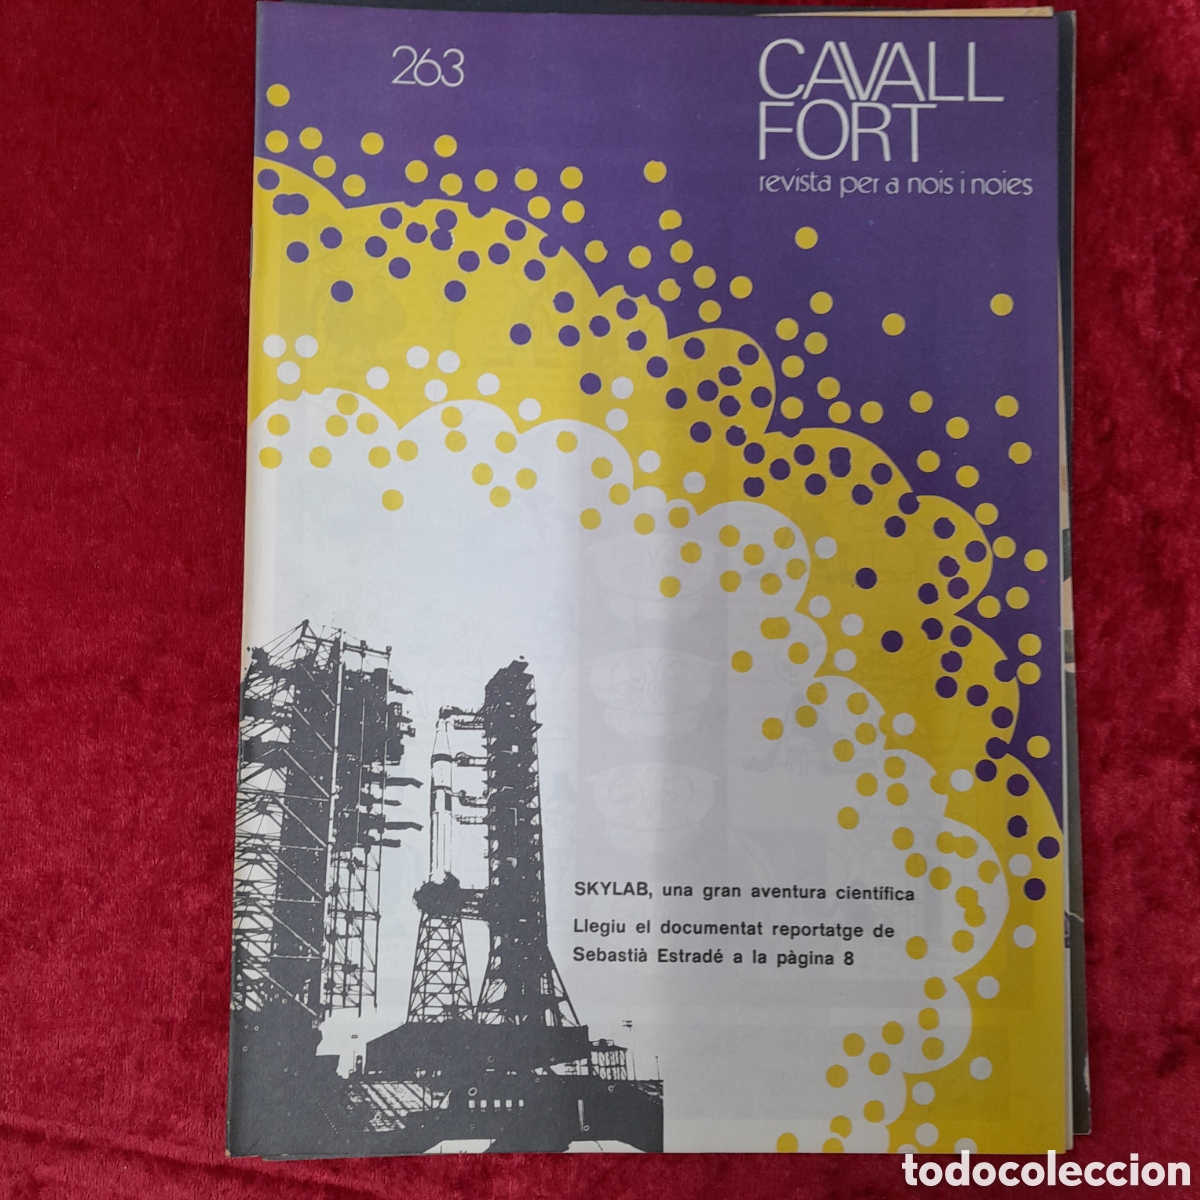 263
CAVALL
FORT
revista per a nois i noies
SKYLAB, una gran aventura científica
Llegiu el documentat reportatge de
Sebastià Estradé a la pàgina 8
todocoleccion